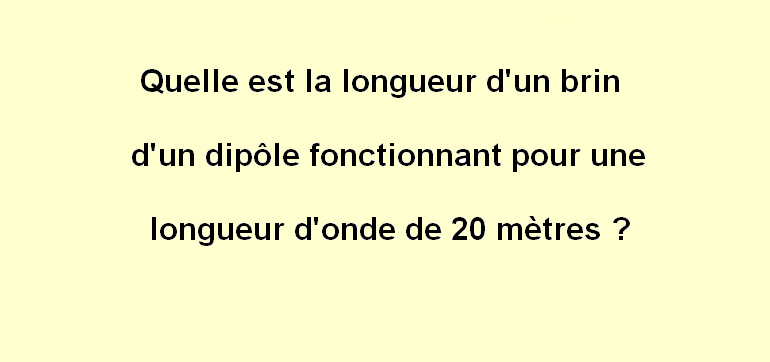 Quelle est la longueur d'un brin
d'un dipôle fonctionnant pour une
longueur d'onde de 20 mètres ?